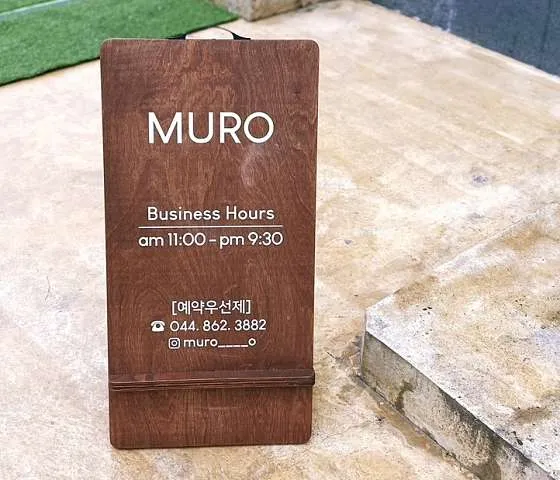 MURO
Business Hours
am 11:00 - pm 9:30
[예약우선제]
☎ 044. 862. 3882
muro____o